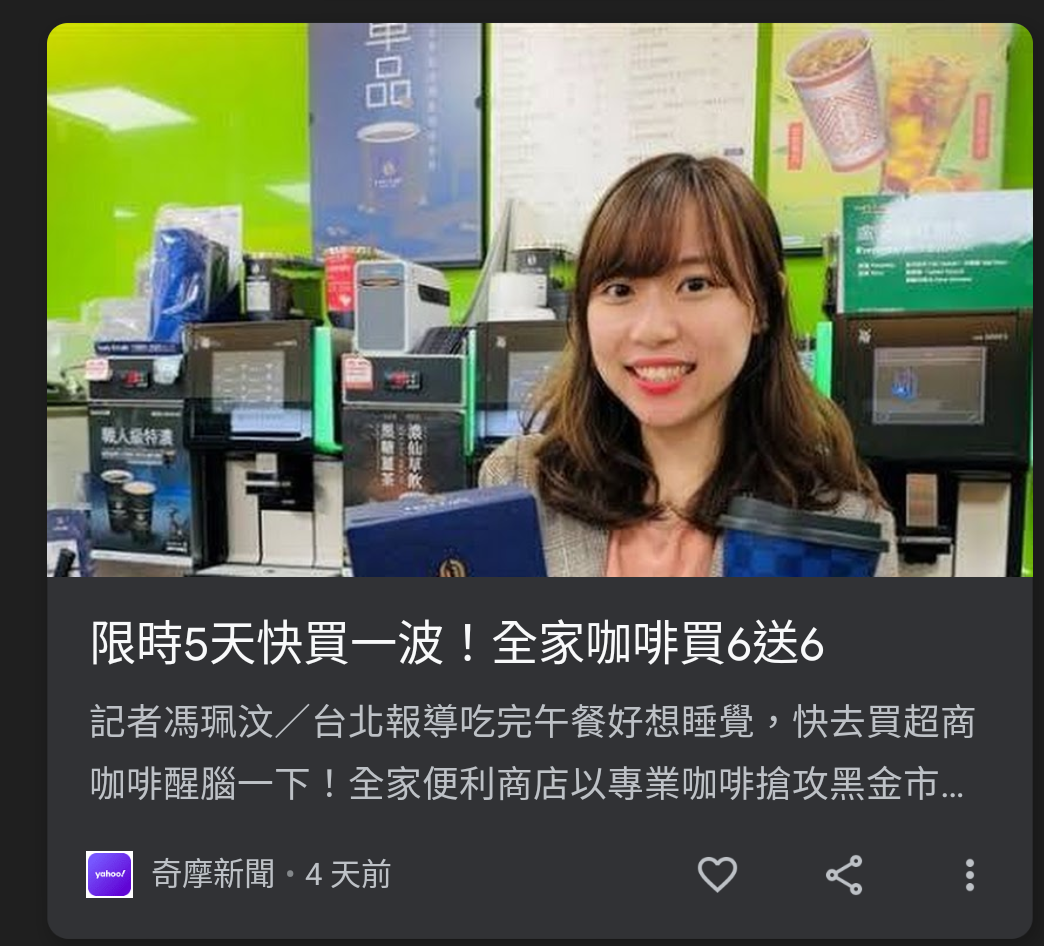 單品
職人級特濃
濃仙草飲
黑糖薑茶
限時5天快買一波！全家咖啡買6送6
記者馮珮汶／台北報導吃完午餐好想睡覺，快去買超商
咖啡醒腦一下！全家便利商店以專業咖啡搶攻黑金市...
yahoo!
奇摩新聞・4 天前